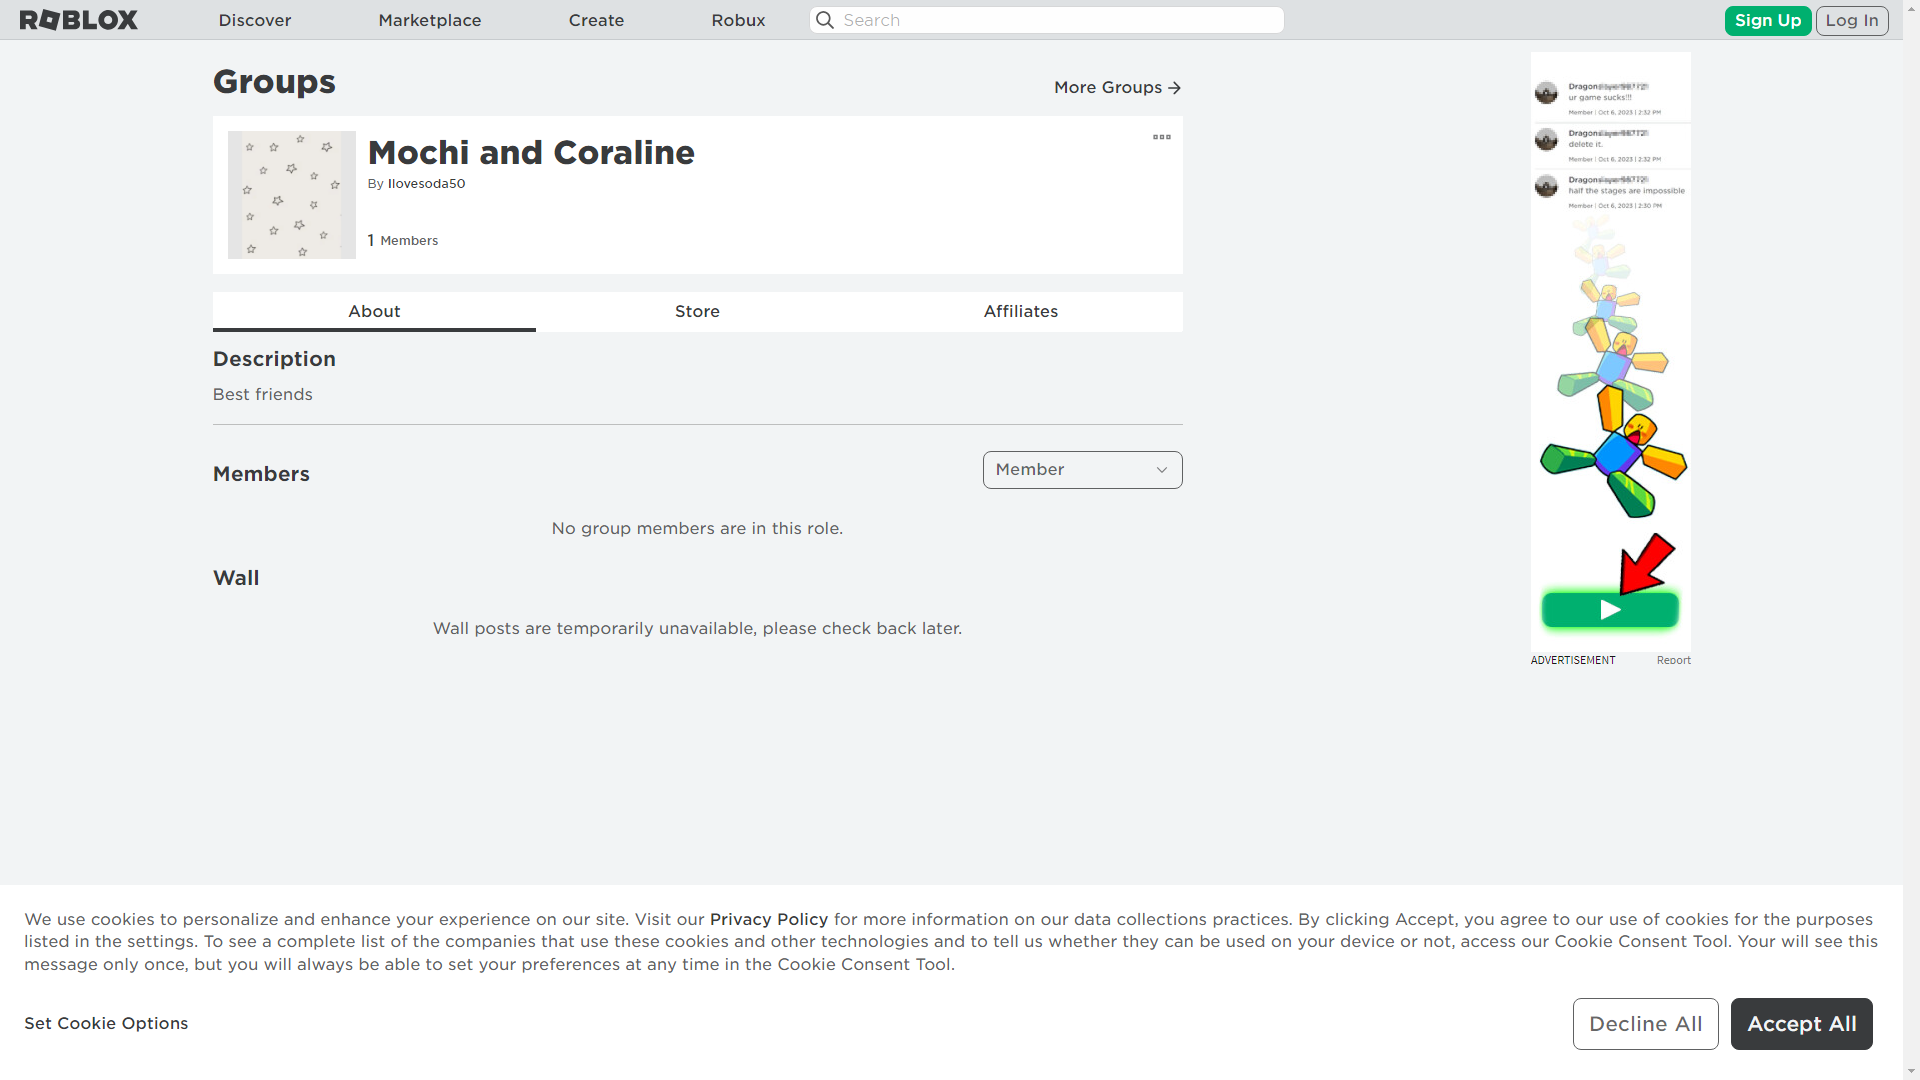 ROBLOX
Discover
Marketplace
Create
Robux
Search
Sign Up
Log In
Groups
More Groups
Mochi and Coraline
By Ilovesoda50
1 Members
About
Store
Affiliates
Description
Best friends
Members
Member
No group members are in this role.
Wall
Wall posts are temporarily unavailable, please check back later.
Dragon
ur game sucks!!!
Member | Oct 6, 2023 | 2:32 PM
Dragon
delete it.
Member | Oct 6, 2023 | 2:32 PM
Dragon
half the stages are impossible
Member | Oct 6, 2023 | 2:30 PM
ADVERTISEMENT
Report
We use cookies to personalize and enhance your experience on our site. Visit our Privacy Policy for more information on our data collections practices. By clicking Accept, you agree to our use of cookies for the purposes
listed in the settings. To see a complete list of the companies that use these cookies and other technologies and to tell us whether they can be used on your device or not, access our Cookie Consent Tool. Your will see this
message only once, but you will always be able to set your preferences at any time in the Cookie Consent Tool.
Set Cookie Options
Decline All
Accept All